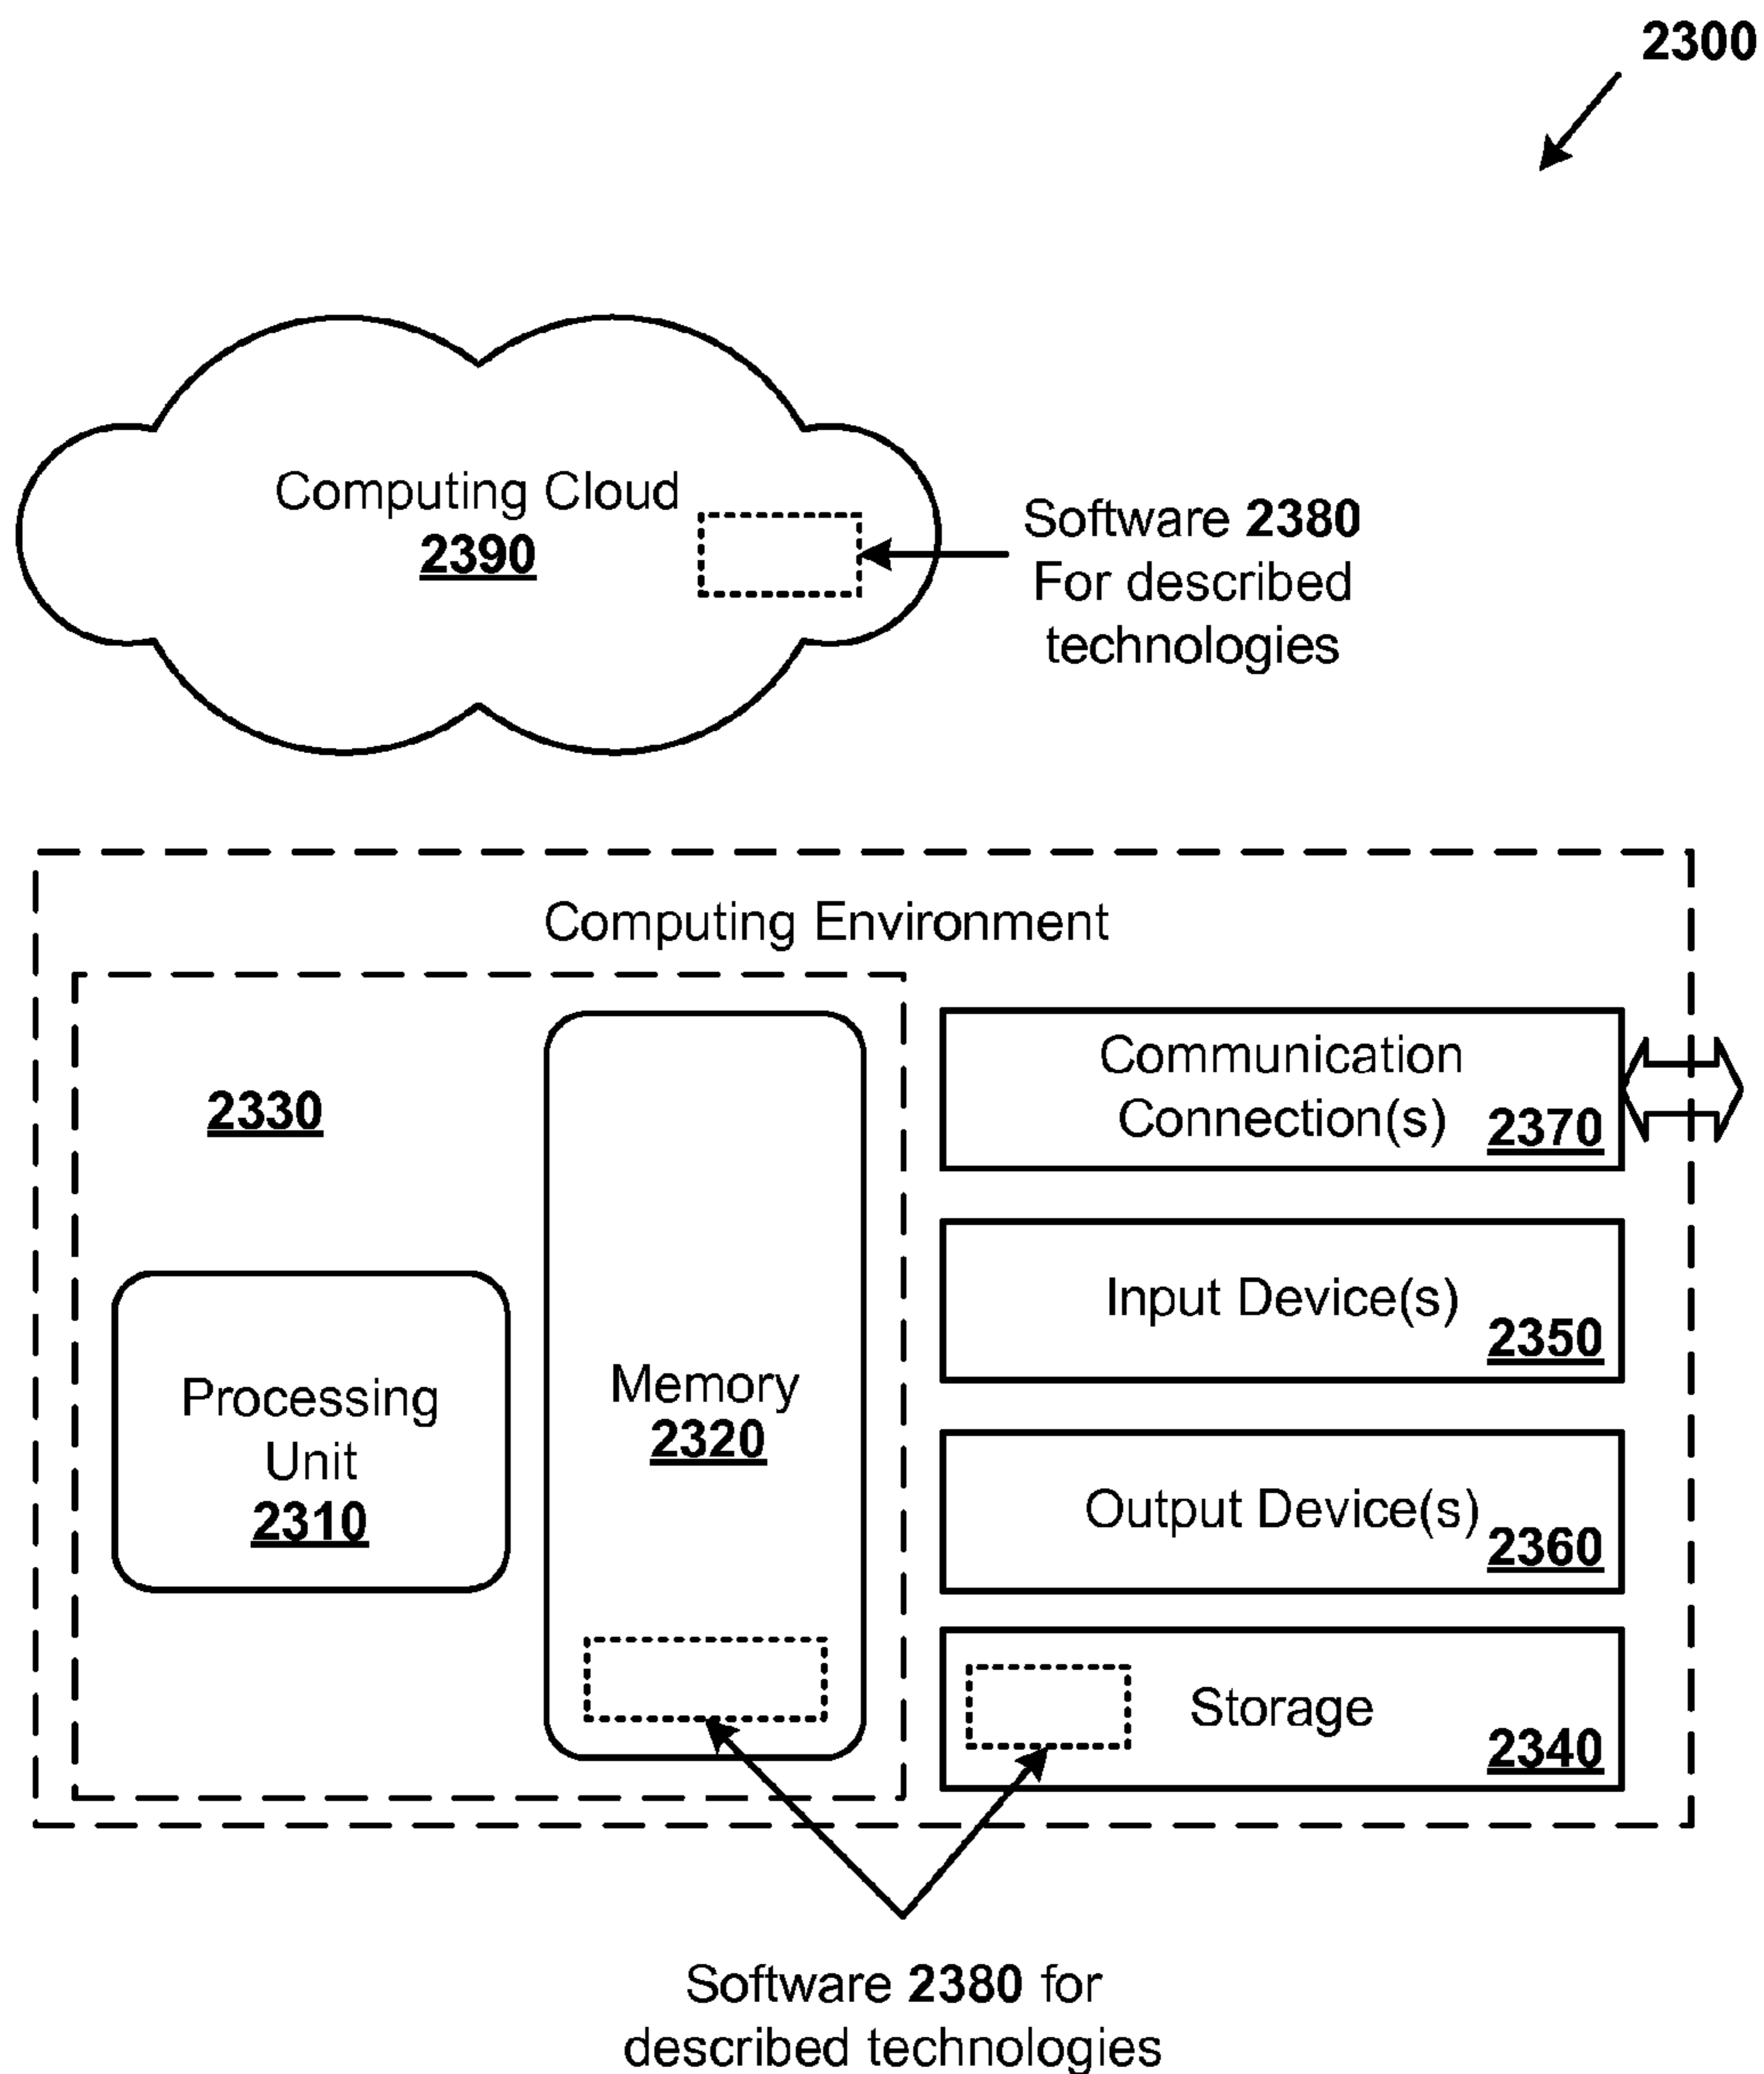 2300
Computing Cloud
2390
Software 2380
For described
technologies
Computing Environment
2330
Processing
Unit
2310
Memory
2320
Communication
Connection(s)
2370
Input Device(s)
2350
Output Device(s)
2360
Storage
2340
Software 2380 for
described technologies